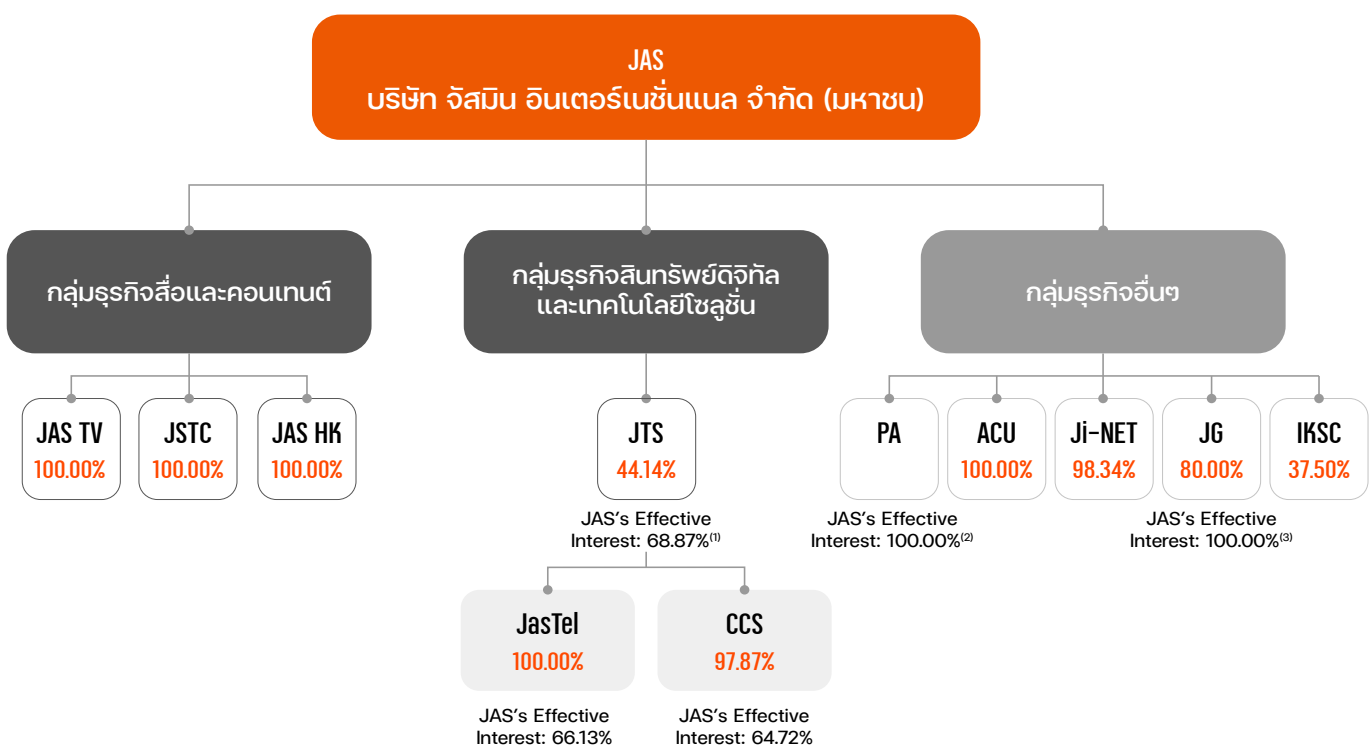 JAS
บริษัท จัสมิน อินเตอร์เนชั่นแนล จำกัด (มหาชน)
กลุ่มธุรกิจสื่อและคอนเทนต์
กลุ่มธุรกิจสินทรัพย์ดิจิทัล
และเทคโนโลยีโซลูชั่น
กลุ่มธุรกิจอื่นๆ
JAS TV
100.00%
JSTC
100.00%
JAS HK
100.00%
JTS
44.14%
JAS's Effective
Interest: 68.87%(1)
PA
JAS's Effective
Interest: 100.00%(2)
ACU
100.00%
Ji-NET
98.34%
JG
80.00%
JAS's Effective
Interest: 100.00%(3)
IKSC
37.50%
JasTel
100.00%
JAS's Effective
Interest: 66.13%
CCS
97.87%
JAS's Effective
Interest: 64.72%